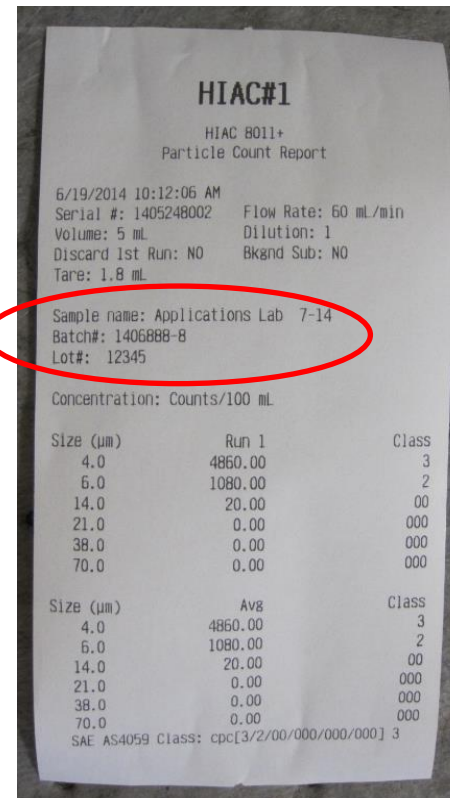 HIAC#1
HIAC 8011+
Particle Count Report
6/19/2014 10:12:06 AM
Serial #: 1405248002 Flow Rate: 60 mL/min
Volume: 5 mL Dilution: 1
Discard 1st Run: NO Bkgnd Sub: NO
Tare: 1.8 mL
Sample name: Applications Lab 7-14
Batch#: 1406888-8
Lot#: 12345
Concentration: Counts/100 mL
Size (µm) Run 1 Class
4.0 4860.00 3
6.0 1080.00 2
14.0 20.00 00
21.0 0.00 000
38.0 0.00 000
70.0 0.00 000
Size (µm) Avg Class
4.0 4860.00 3
6.0 1080.00 2
14.0 20.00 00
21.0 0.00 000
38.0 0.00 000
70.0 0.00 000
SAE AS4059 Class: cpc[3/2/00/000/000/000] 3